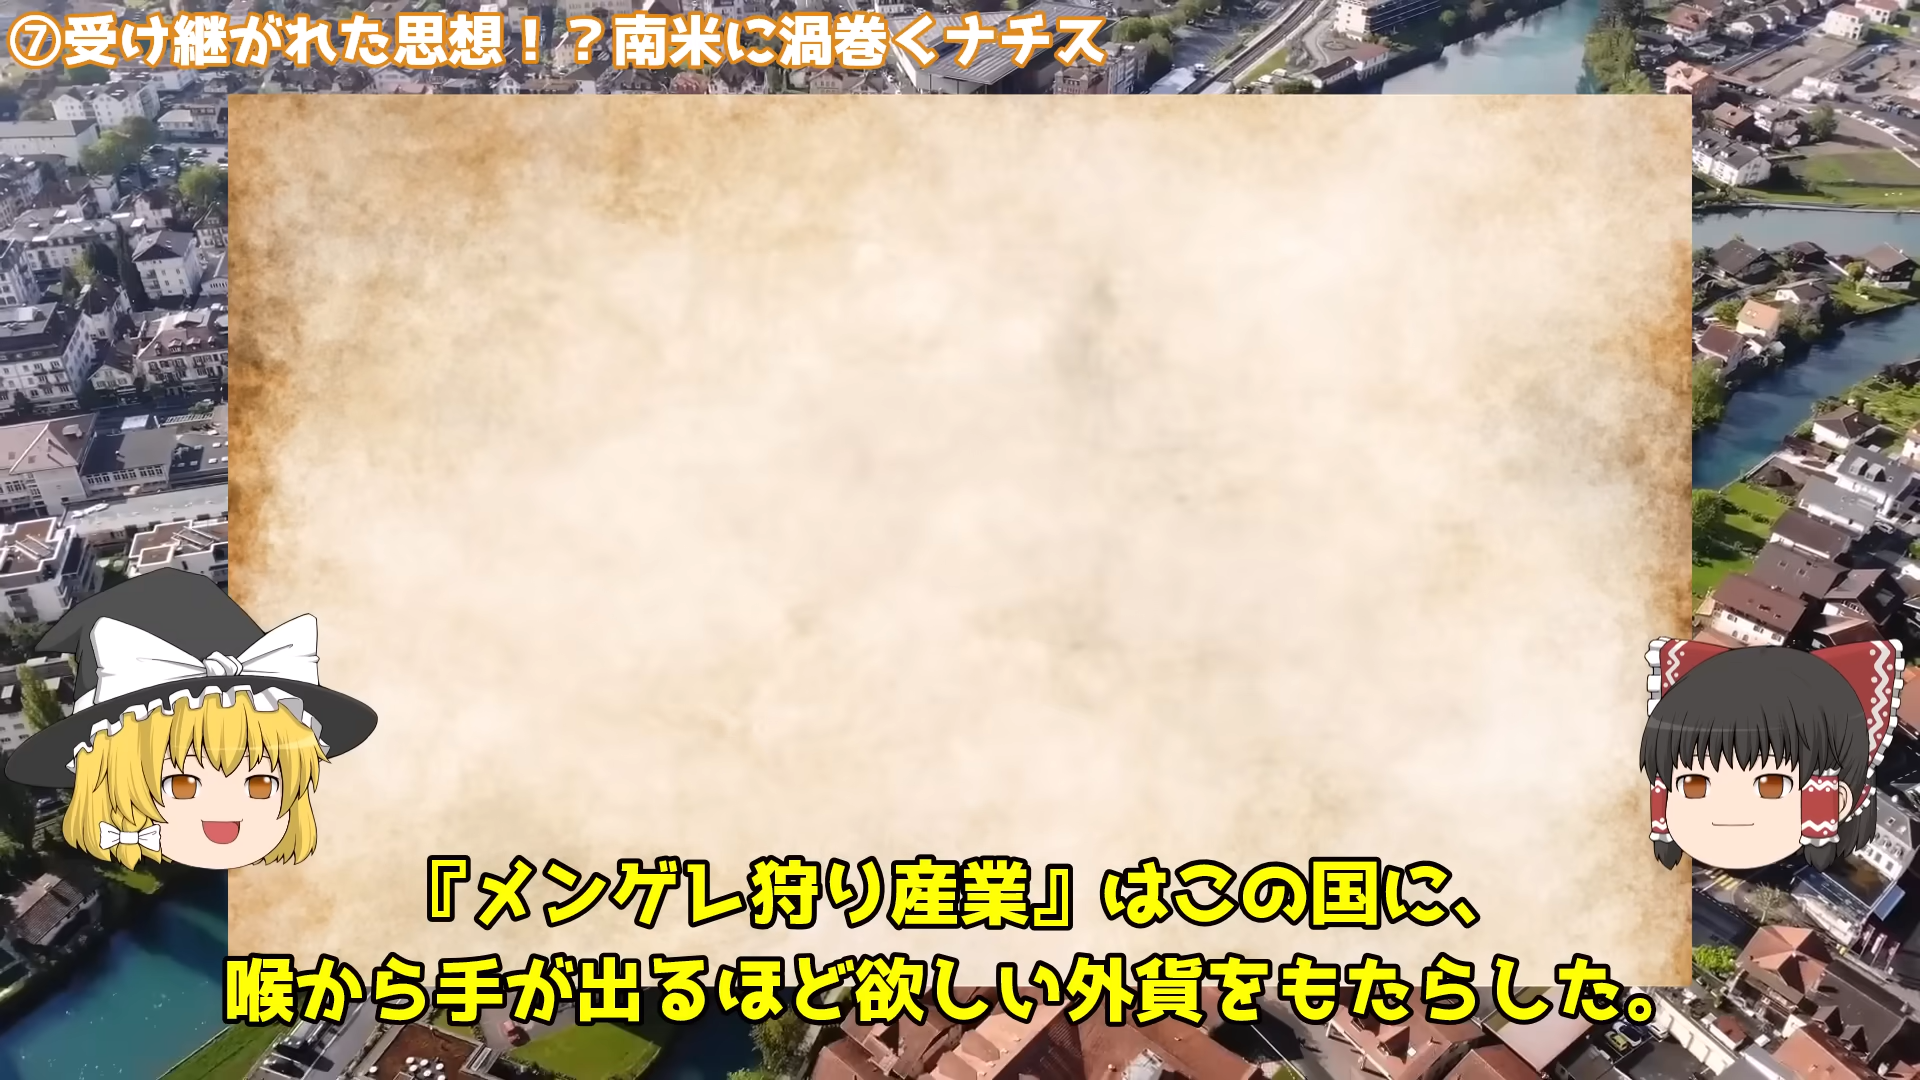 ⑦受け継がれた思想！？南米に渦巻くナチス
『メンゲレ狩り産業』はこの国に、
喉から手が出るほど欲しい外貨をもたらした。